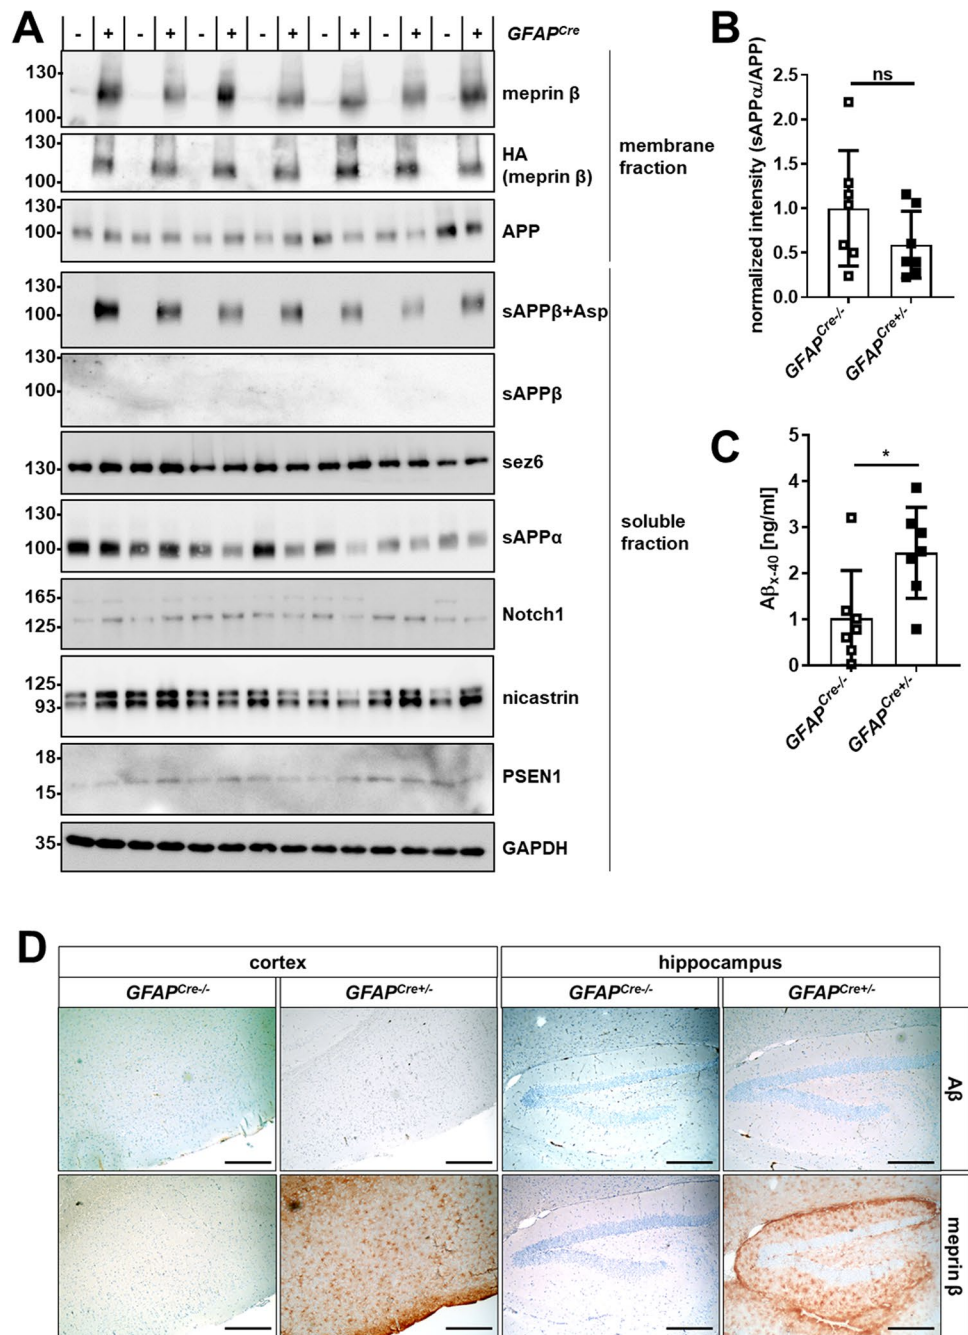 A
- + - + - + - + - + - + - + GFAPCre
130-
100-
meprin β
130-
100-
HA
(meprin β)
130-
100-
APP
membrane
fraction
130-
100-
sAPPβ+Asp
130-
100-
sAPPβ
130-
sez6
130-
100-
sAPPα
165-
125-
Notch1
125-
93-
nicastrin
18-
15-
PSEN1
35-
GAPDH
soluble
fraction
B
normalized intensity (sAPPα/APP)
2.5
2.0
1.5
1.0
0.5
0.0
ns
GFAPCre-/-
GFAPCre+/-
C
Aβx-40 [ng/ml]
5
4
3
2
1
0
*
GFAPCre-/-
GFAPCre+/-
D
cortex
hippocampus
GFAPCre-/-
GFAPCre+/-
GFAPCre-/-
GFAPCre+/-
Aβ
meprin β